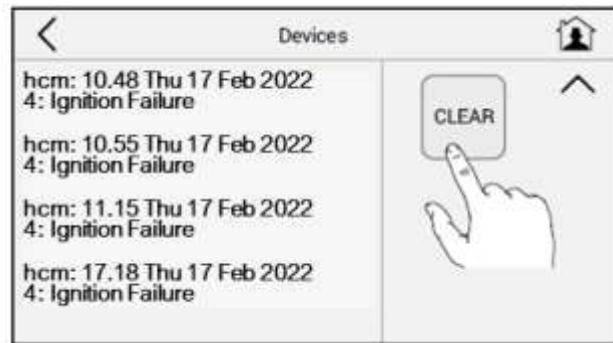 Devices
hcm: 10.48 Thu 17 Feb 2022
4: Ignition Failure
hcm: 10.55 Thu 17 Feb 2022
4: Ignition Failure
hcm: 11.15 Thu 17 Feb 2022
4: Ignition Failure
hcm: 17.18 Thu 17 Feb 2022
4: Ignition Failure
CLEAR